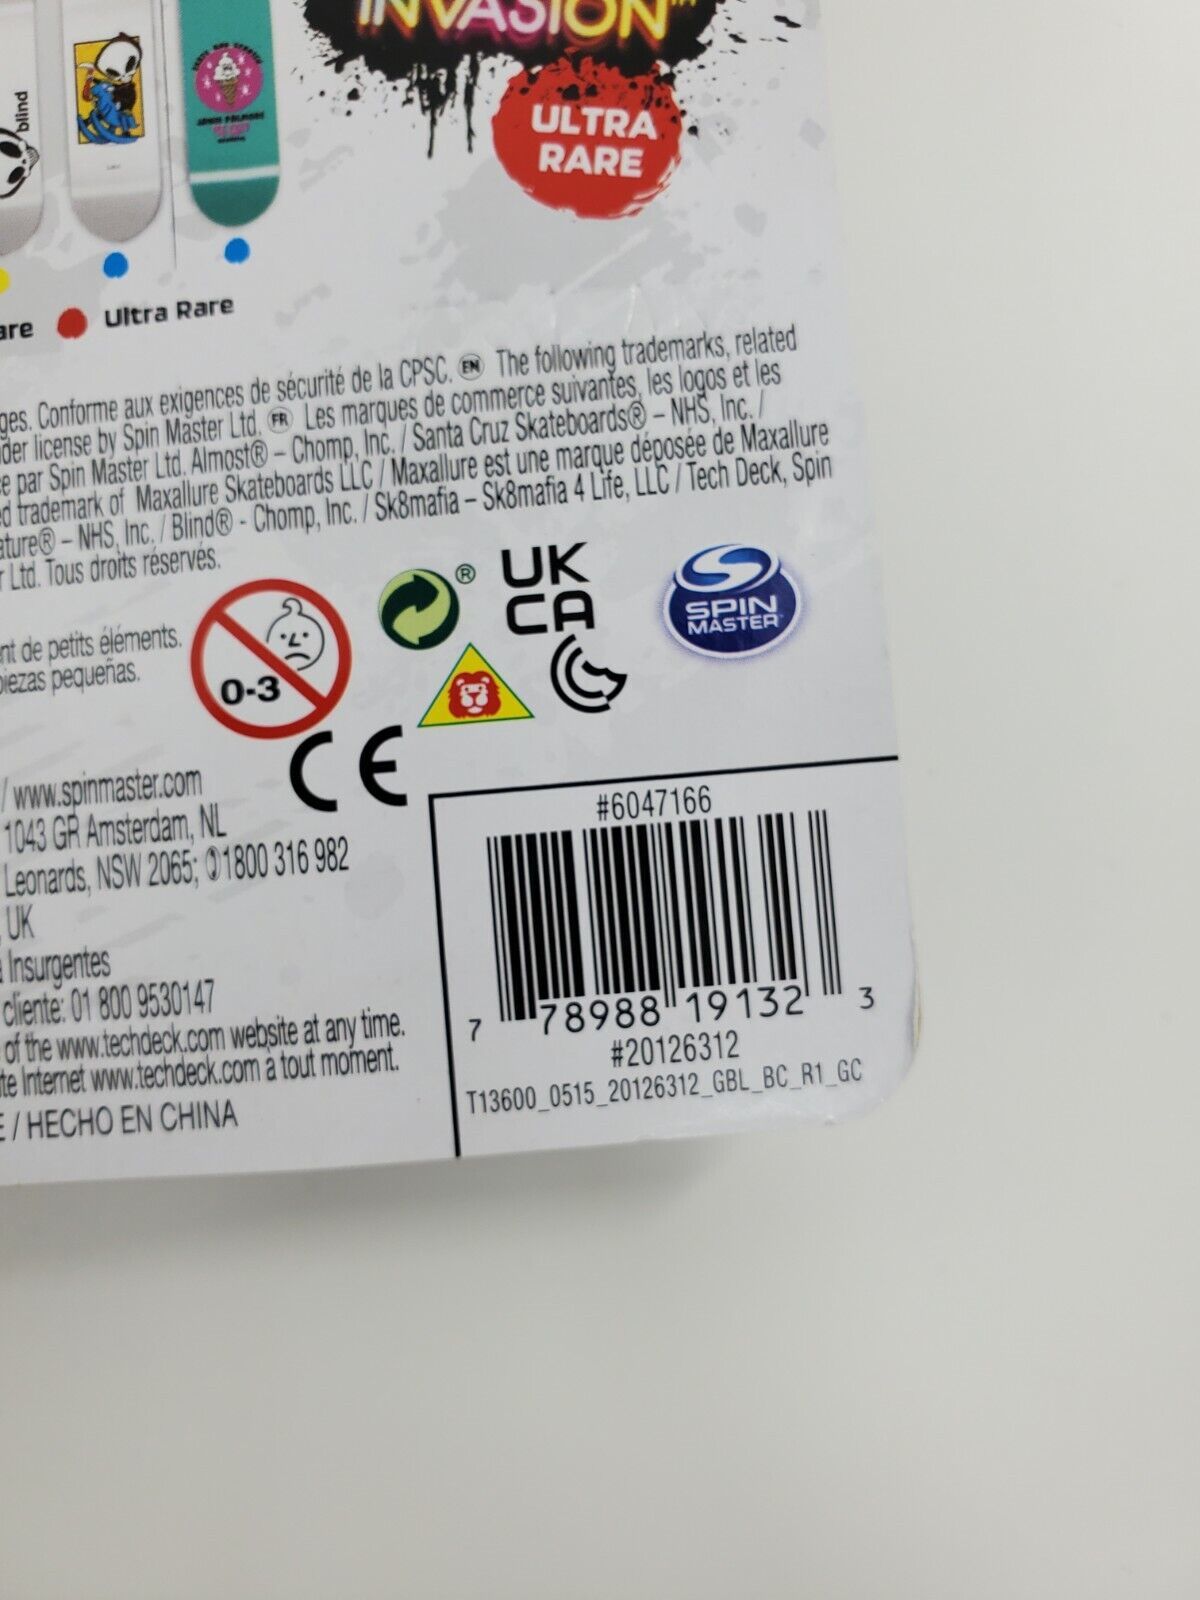 INVASION™
ULTRA
RARE
blind
Ultra Rare
ges. Conforme aux exigences de sécurité de la CPSC. EN The following trademarks, related
der license by Spin Master Ltd. FR Les marques de commerce suivantes, les logos et les
e par Spin Master Ltd. Almost® – Chomp, Inc. / Santa Cruz Skateboards® – NHS, Inc. /
d trademark of Maxallure Skateboards LLC / Maxallure est une marque déposée de Maxallure
ature® – NHS, Inc. / Blind® - Chomp, Inc. / Sk8mafia – Sk8mafia 4 Life, LLC / Tech Deck, Spin
r Ltd. Tous droits réservés.
nt de petits éléments.
piezas pequeñas.
0-3
®
UK
CA
SPIN
MASTER
CE
/ www.spinmaster.com
1043 GR Amsterdam, NL
Leonards, NSW 2065; 1800 316 982
, UK
Insurgentes
cliente: 01 800 9530147
of the www.techdeck.com website at any time.
te Internet www.techdeck.com à tout moment.
E / HECHO EN CHINA
#6047166
7 78988 19132 3
#20126312
T13600_0515_20126312_GBL_BC_R1_GC